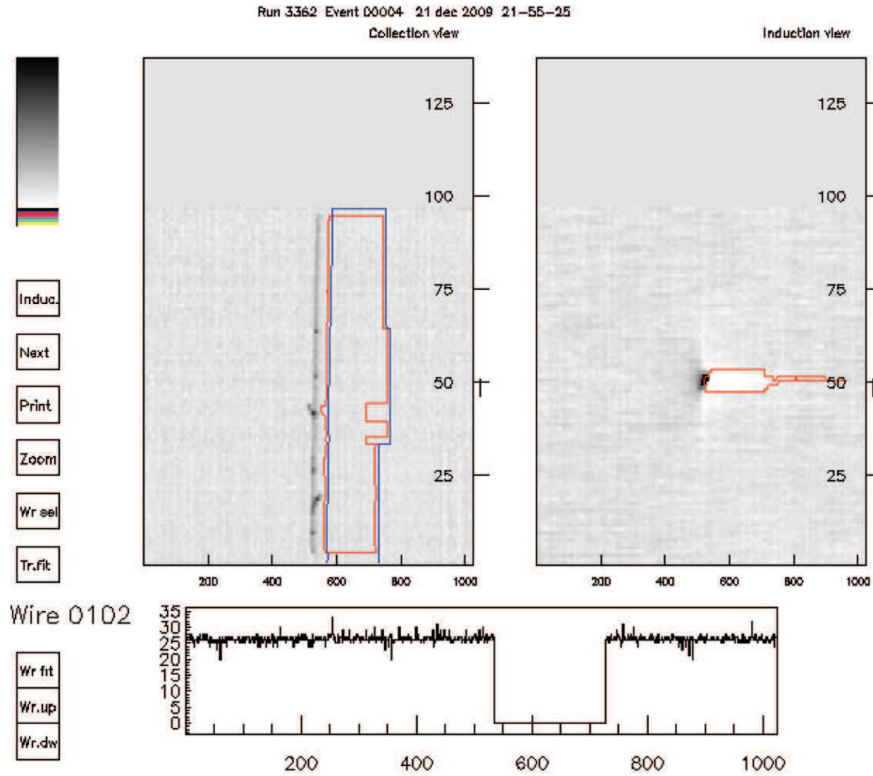 Run 3362 Event 00004 21 dec 2009 21-55-25
Collection view
Induction view
125
100
75
50
25
200 400 600 800 1000
125
100
75
50
25
200 400 600 800 1000
Induc.
Next
Print
Zoom
Wr sel
Tr.fit
Wire 0102
Wr fit
Wr.up
Wr.dw
35
30
25
20
15
10
5
0
200 400 600 800 1000